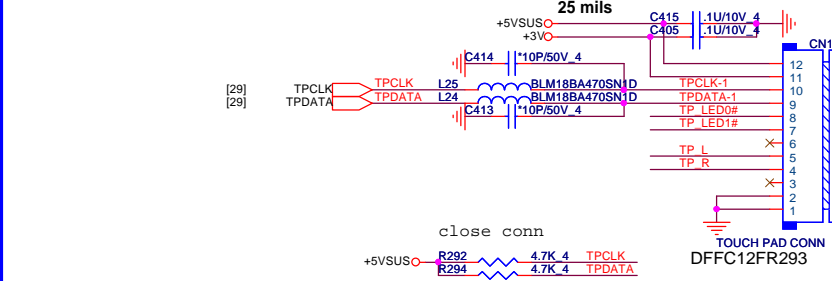 25 mils
+5VSUS C415 .1U/10V_4
+3V C405 .1U/10V_4
CN1
C414 *10P/50V_4
12
11
[29] TPCLK TPCLK L25 BLM18BA470SN1D TPCLK-1 10
[29] TPDATA TPDATA L24 BLM18BA470SN1D TPDATA-1 9
C413 *10P/50V_4
TP_LED0# 8
TP_LED1# 7
6
TP_L 5
TP_R 4
3
2
1
close conn
TOUCH PAD CONN
DFFC12FR293
+5VSUS R292 4.7K_4 TPCLK
R294 4.7K_4 TPDATA